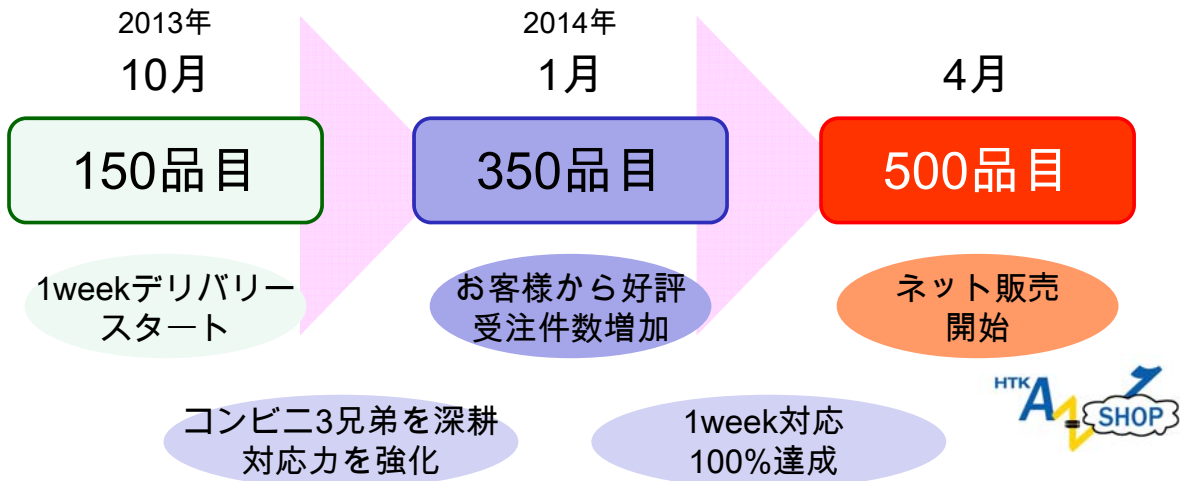 2013年
10月
150品目
1weekデリバリー
スタート
2014年
1月
350品目
お客様から好評
受注件数増加
4月
500品目
ネット販売
開始
コンビニ3兄弟を深耕
対応力を強化
1week対応
100%達成
HTK
A
Z
SHOP